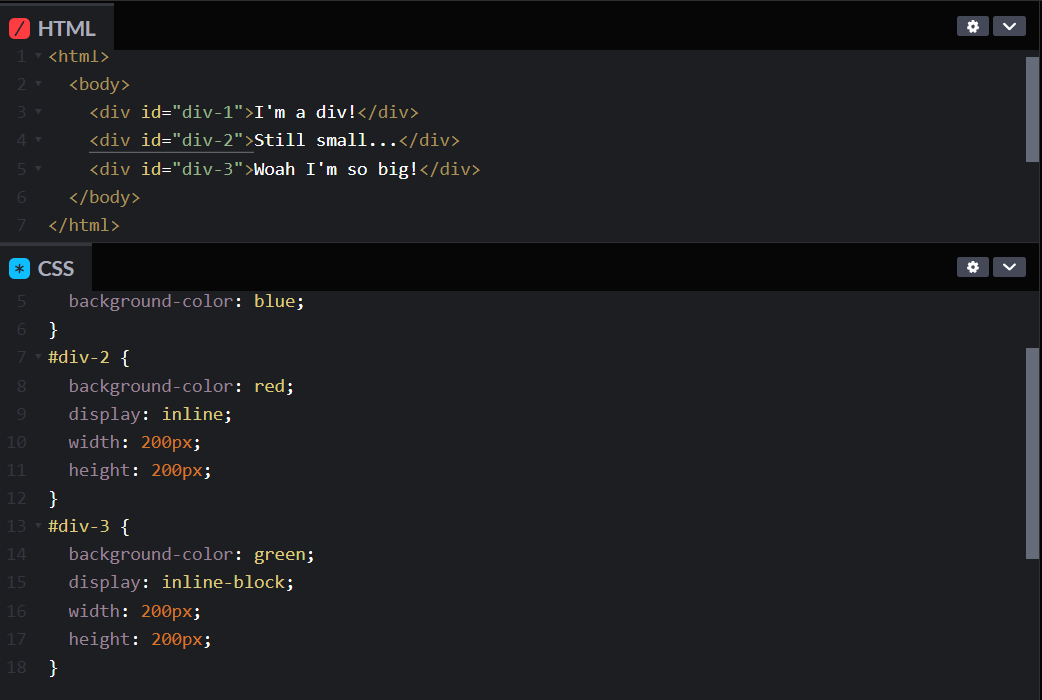 HTML
1 <html>
2 <body>
3 <div id="div-1">I'm a div!</div>
4 <div id="div-2">Still small...</div>
5 <div id="div-3">Woah I'm so big!</div>
6 </body>
7 </html>
CSS
5 background-color: blue;
6 }
7 #div-2 {
8 background-color: red;
9 display: inline;
10 width: 200px;
11 height: 200px;
12 }
13 #div-3 {
14 background-color: green;
15 display: inline-block;
16 width: 200px;
17 height: 200px;
18 }